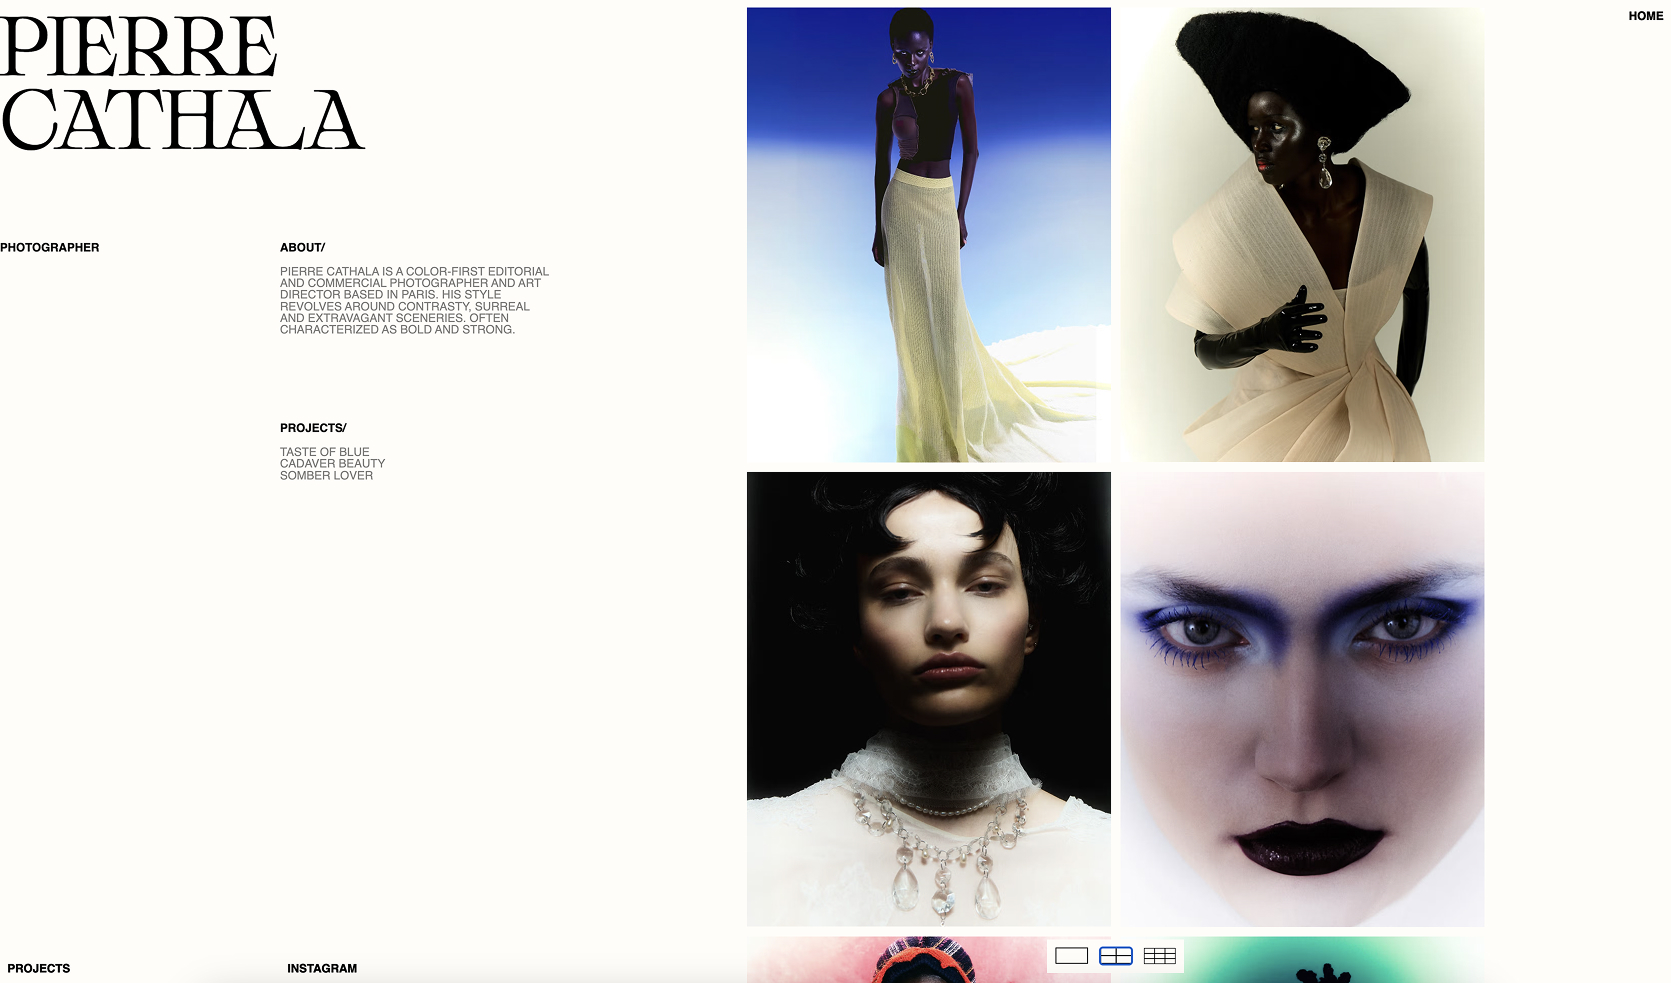 PIERRE
CATHALA
HOME
PHOTOGRAPHER
ABOUT/
PIERRE CATHALA IS A COLOR-FIRST EDITORIAL
AND COMMERCIAL PHOTOGRAPHER AND ART
DIRECTOR BASED IN PARIS. HIS STYLE
REVOLVES AROUND CONTRASTY, SURREAL
AND EXTRAVAGANT SCENERIES. OFTEN
CHARACTERIZED AS BOLD AND STRONG.
PROJECTS/
TASTE OF BLUE
CADAVER BEAUTY
SOMBER LOVER
PROJECTS
INSTAGRAM